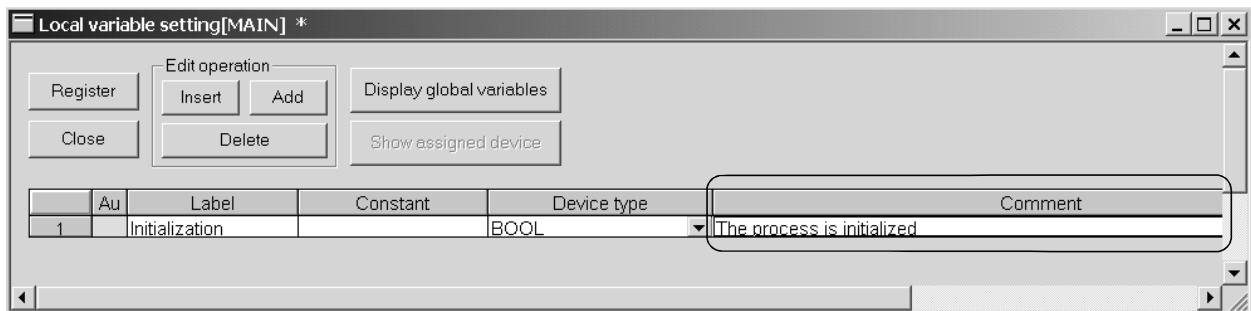 Local variable setting[MAIN] *
Edit operation
Register
Insert
Add
Display global variables
Close
Delete
Show assigned device
Au Label Constant Device type Comment
1 Initialization BOOL The process is initialized